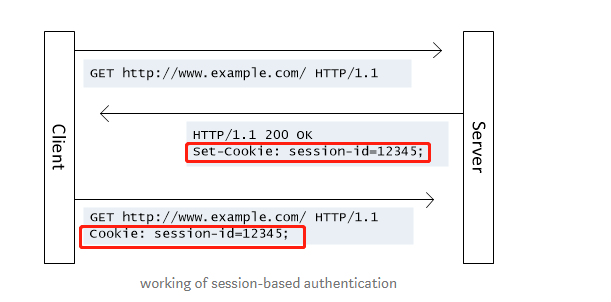 Client
Server
GET http://www.example.com/ HTTP/1.1
HTTP/1.1 200 OK
Set-Cookie: session-id=12345;
GET http://www.example.com/ HTTP/1.1
Cookie: session-id=12345;
working of session-based authentication